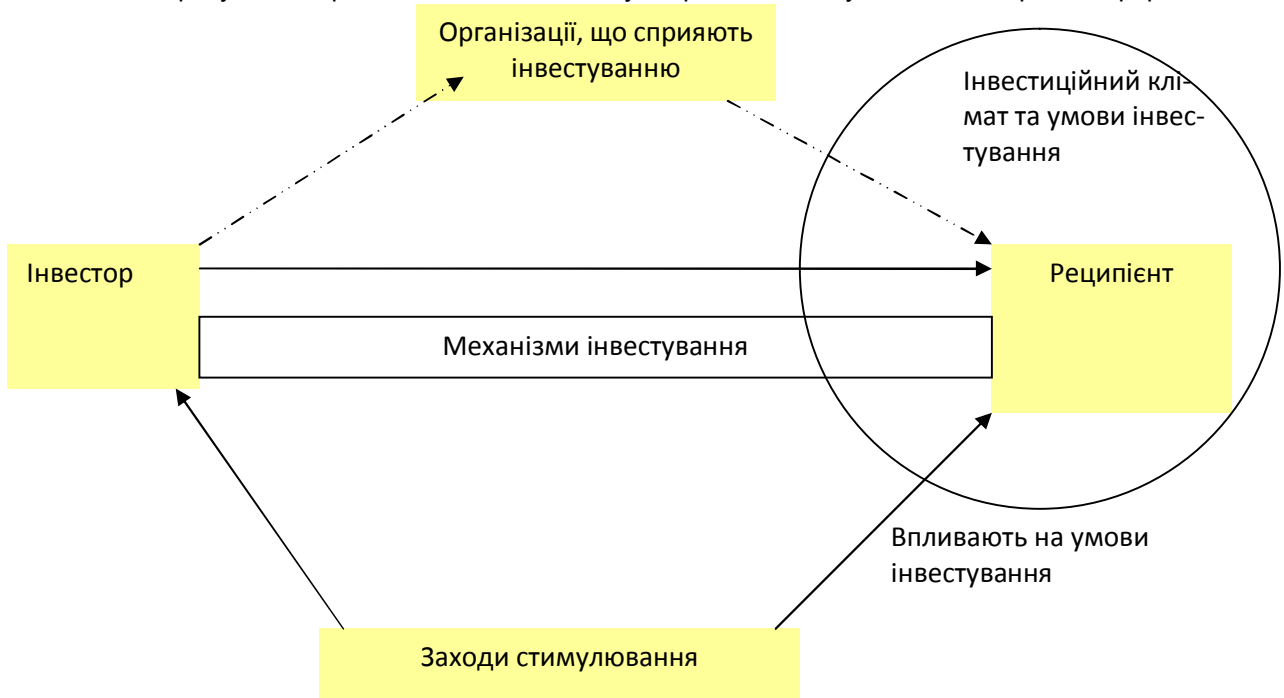 Організації, що сприяють
інвестуванню
Інвестиційний клі-
мат та умови інвес-
тування
Інвестор
Реципієнт
Механізми інвестування
Впливають на умови
інвестування
Заходи стимулювання